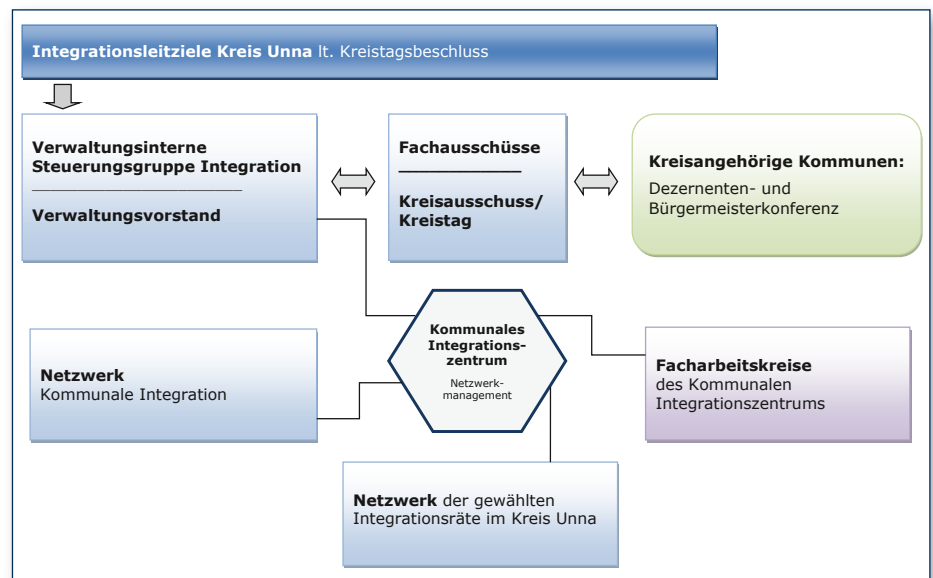 Integrationsleitziele Kreis Unna lt. Kreistagsbeschluss
Verwaltungsinterne
Steuerungsgruppe Integration
Verwaltungsvorstand
Fachausschüsse
Kreisausschuss/
Kreistag
Kreisangehörige Kommunen:
Dezernenten- und
Bürgermeisterkonferenz
Kommunales
Integrations-
zentrum
Netzwerk-
management
Netzwerk
Kommunale Integration
Facharbeitskreise
des Kommunalen
Integrationszentrums
Netzwerk der gewählten
Integrationsräte im Kreis Unna